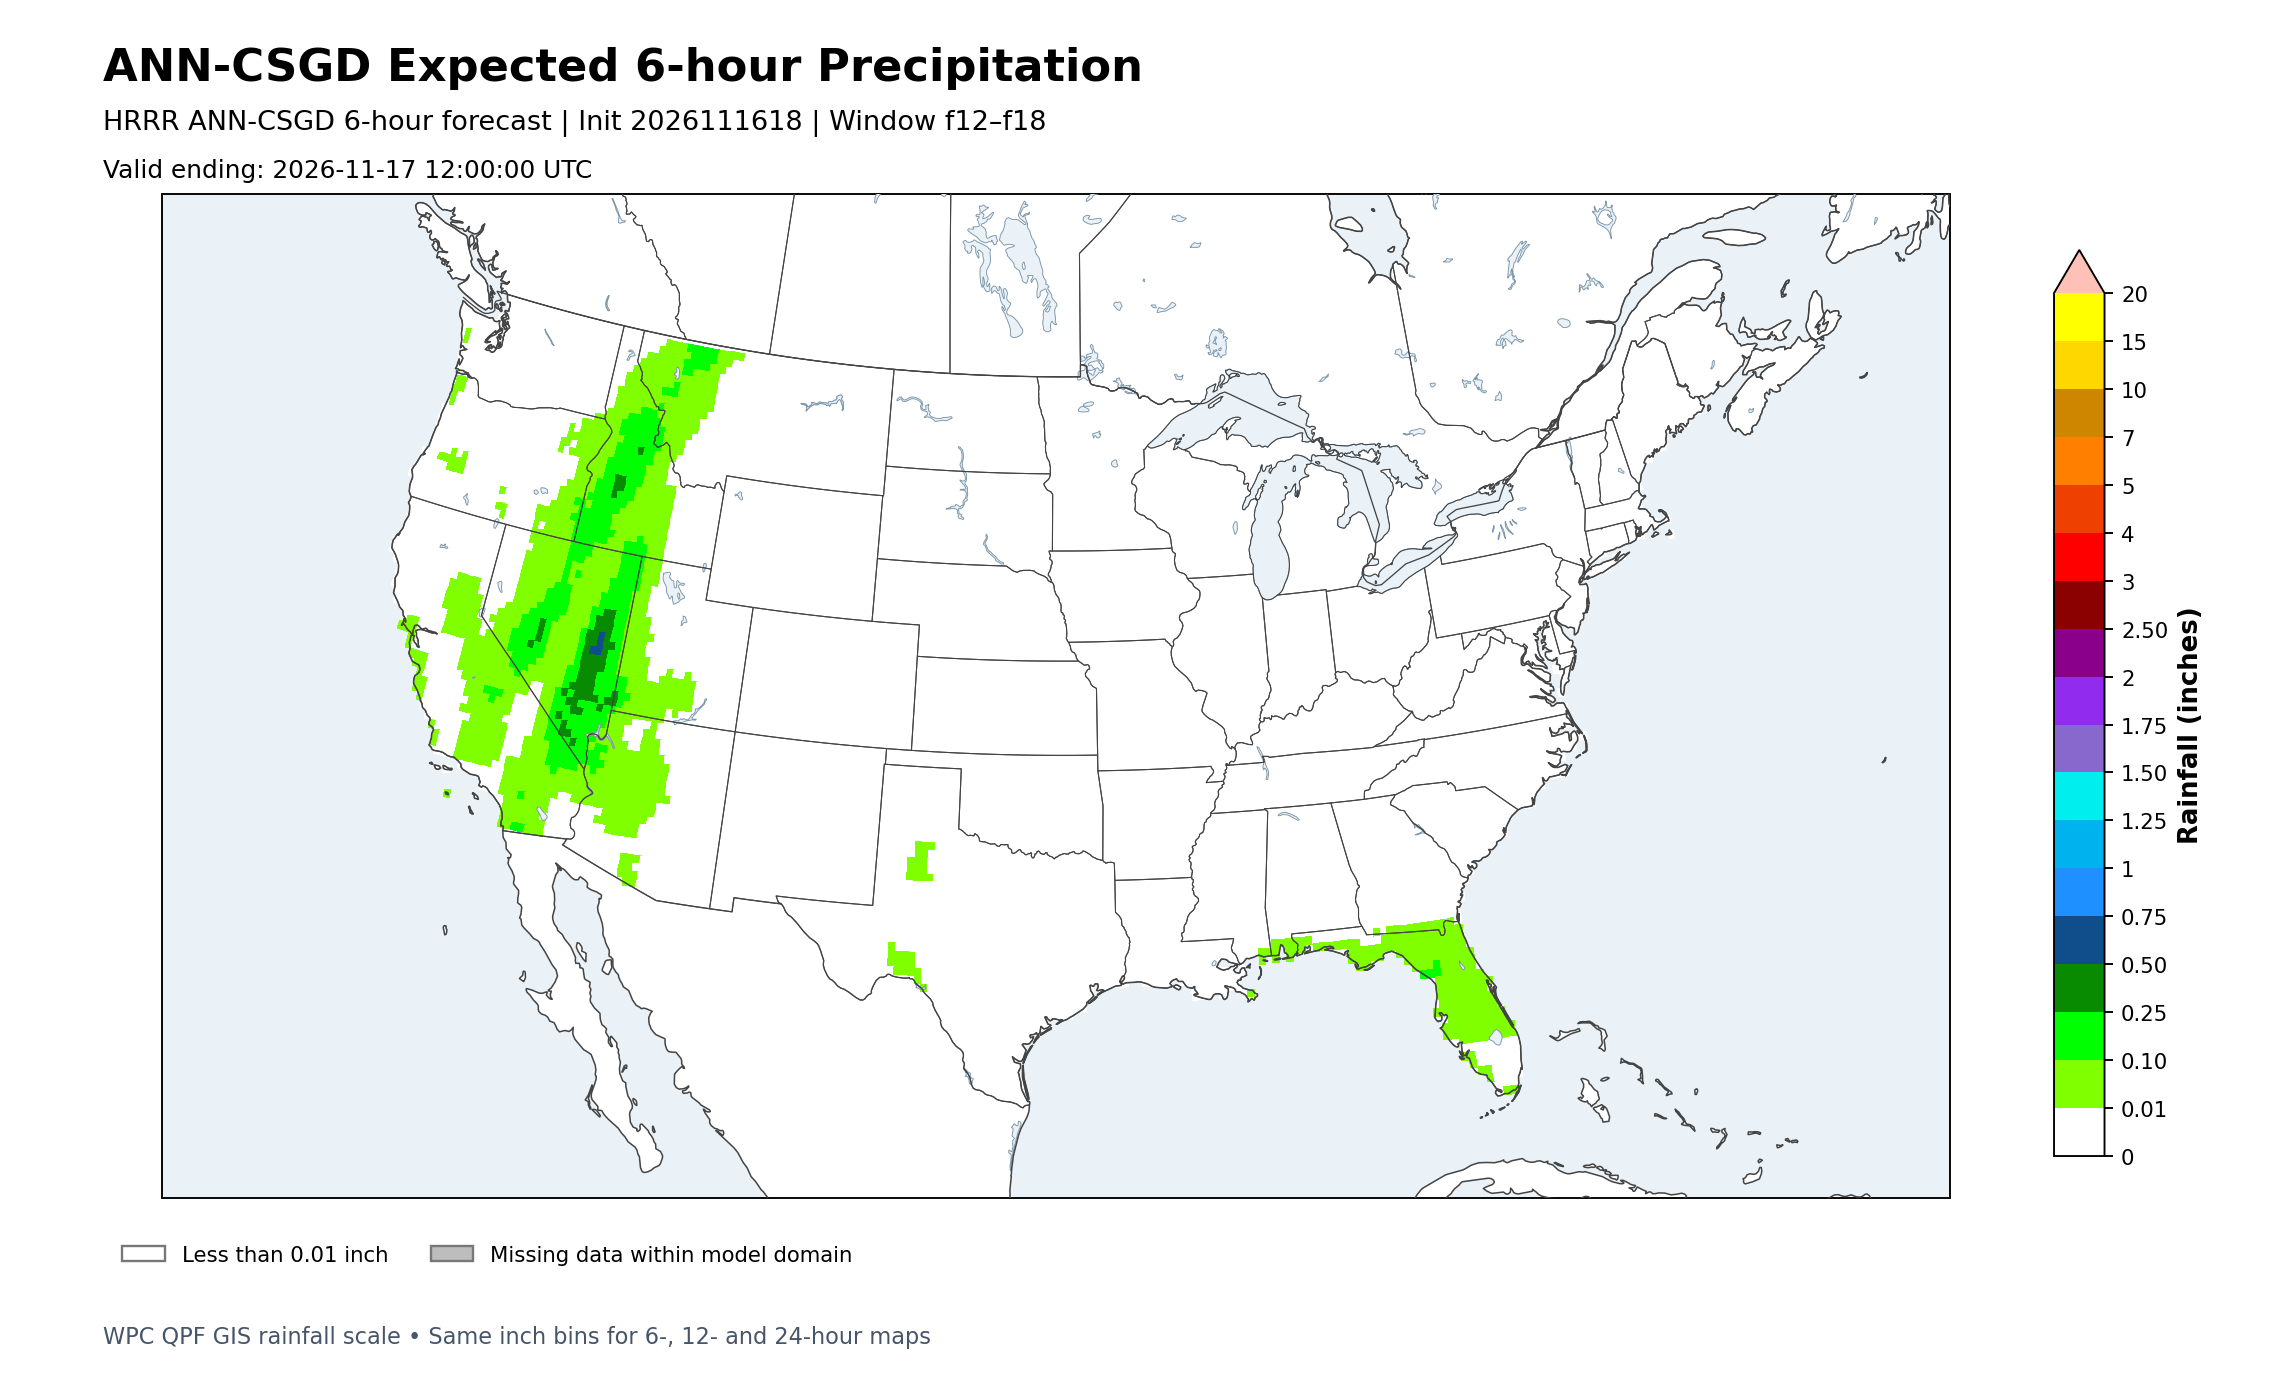 ANN-CSGD Expected 6-hour Precipitation
HRRR ANN-CSGD 6-hour forecast | Init 2026111618 | Window f12–f18
Valid ending: 2026-11-17 12:00:00 UTC
20
15
10
7
5
4
3
2.50
2
1.75
1.50
1.25
1
0.75
0.50
0.25
0.10
0.01
0
Rainfall (inches)
Less than 0.01 inch
Missing data within model domain
WPC QPF GIS rainfall scale • Same inch bins for 6-, 12- and 24-hour maps